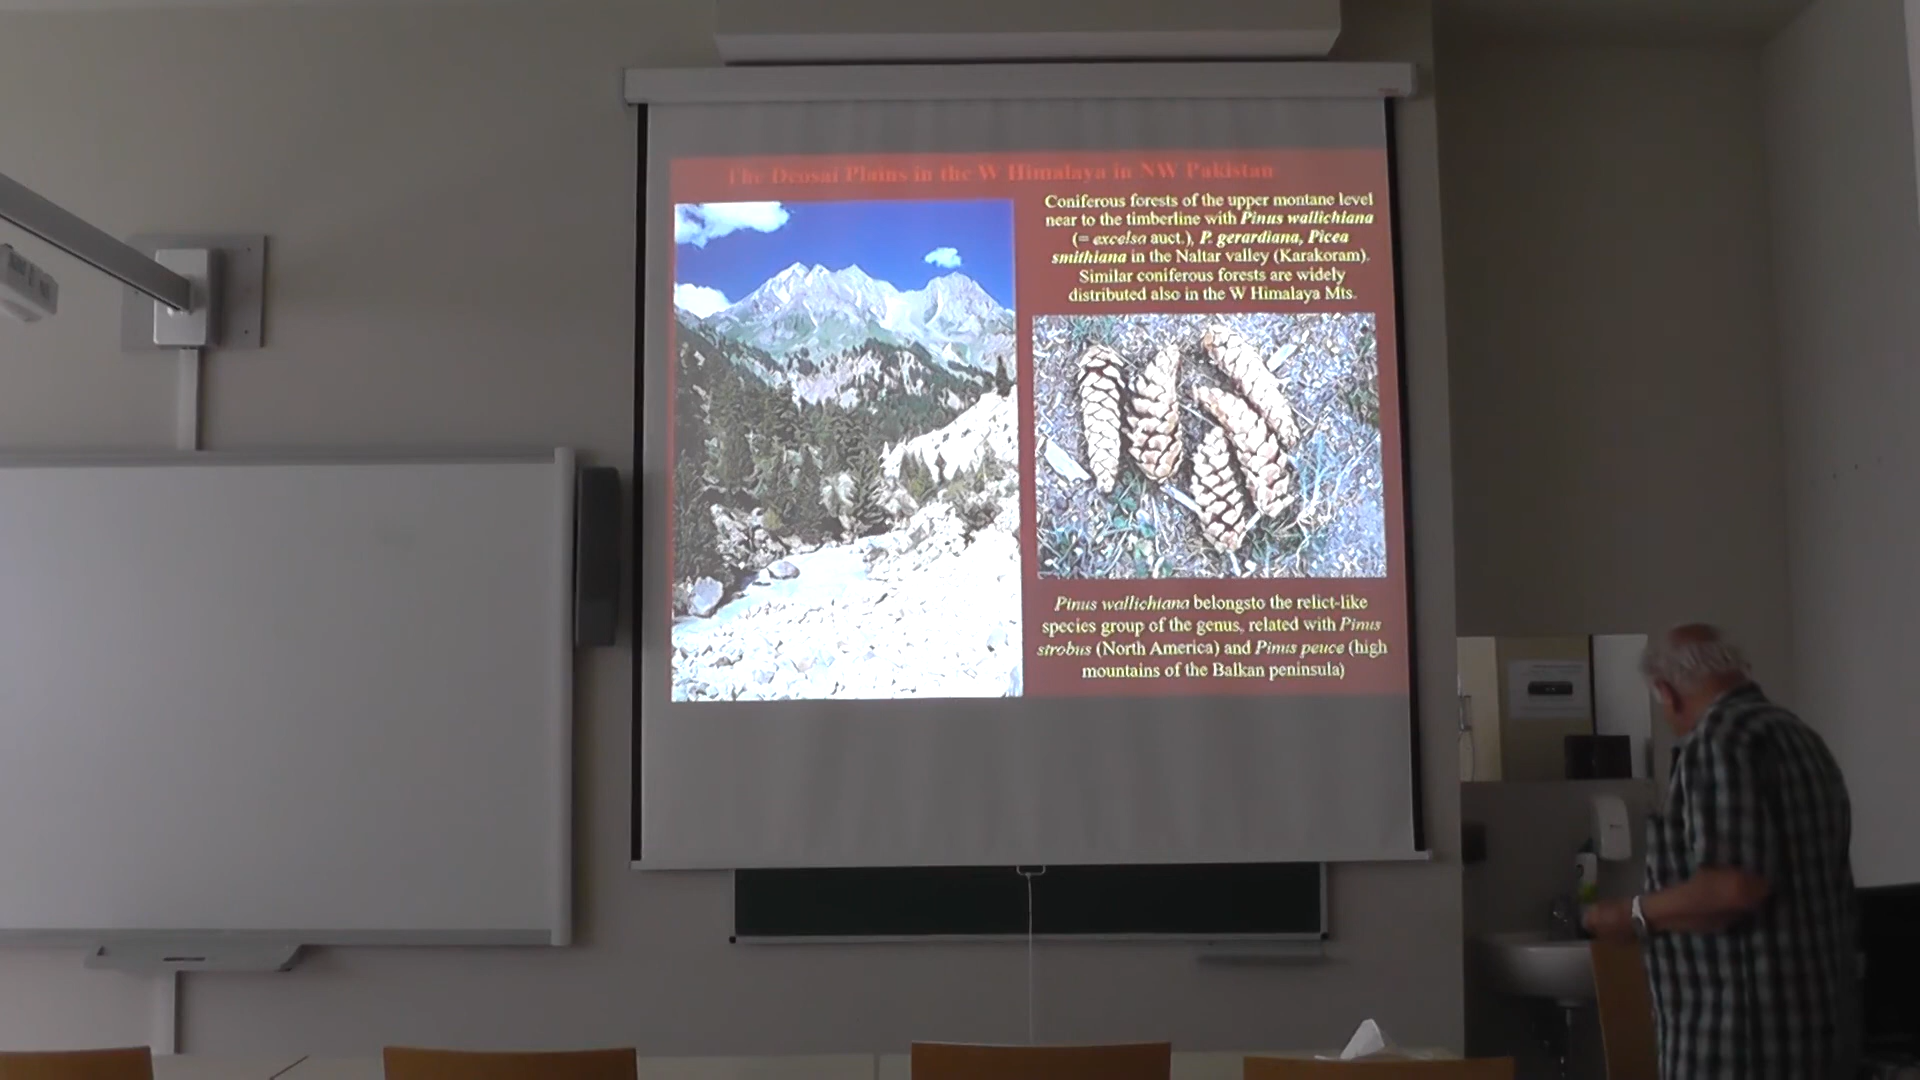 The Deosai Plains in the W Himalaya in NW Pakistan
Coniferous forests of the upper montane level
near to the timberline with Pinus wallichiana
(= excelsa auct.), P. gerardiana, Picea
smithiana in the Naltar valley (Karakoram).
Similar coniferous forests are widely
distributed also in the W Himalaya Mts.
Pinus wallichiana belongsto the relict-like
species group of the genus, related with Pinus
strobus (North America) and Pinus peuce (high
mountains of the Balkan peninsula)